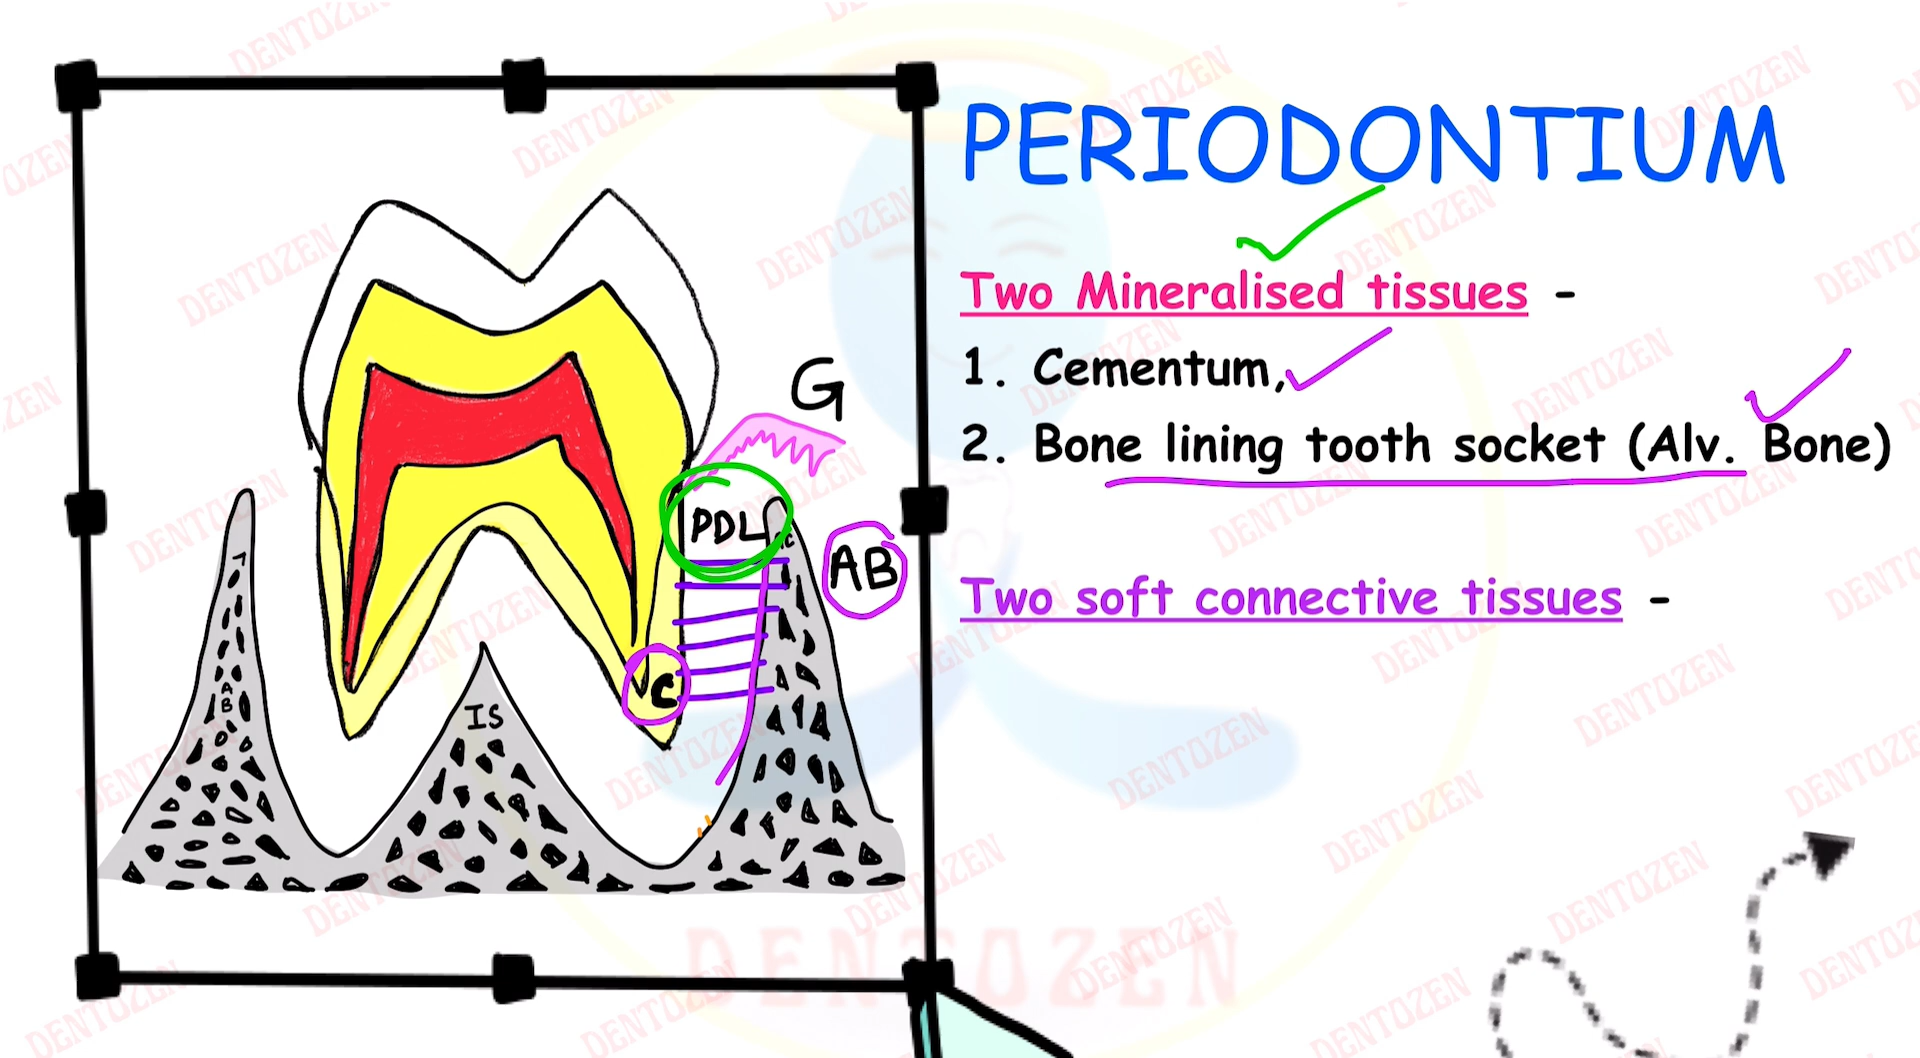 PERIODONTIUM
Two Mineralised tissues -
1. Cementum,
2. Bone lining tooth socket (Alv. Bone)
Two soft connective tissues -
G
PDL
AB
C
A
B
IS
DENTOZEN